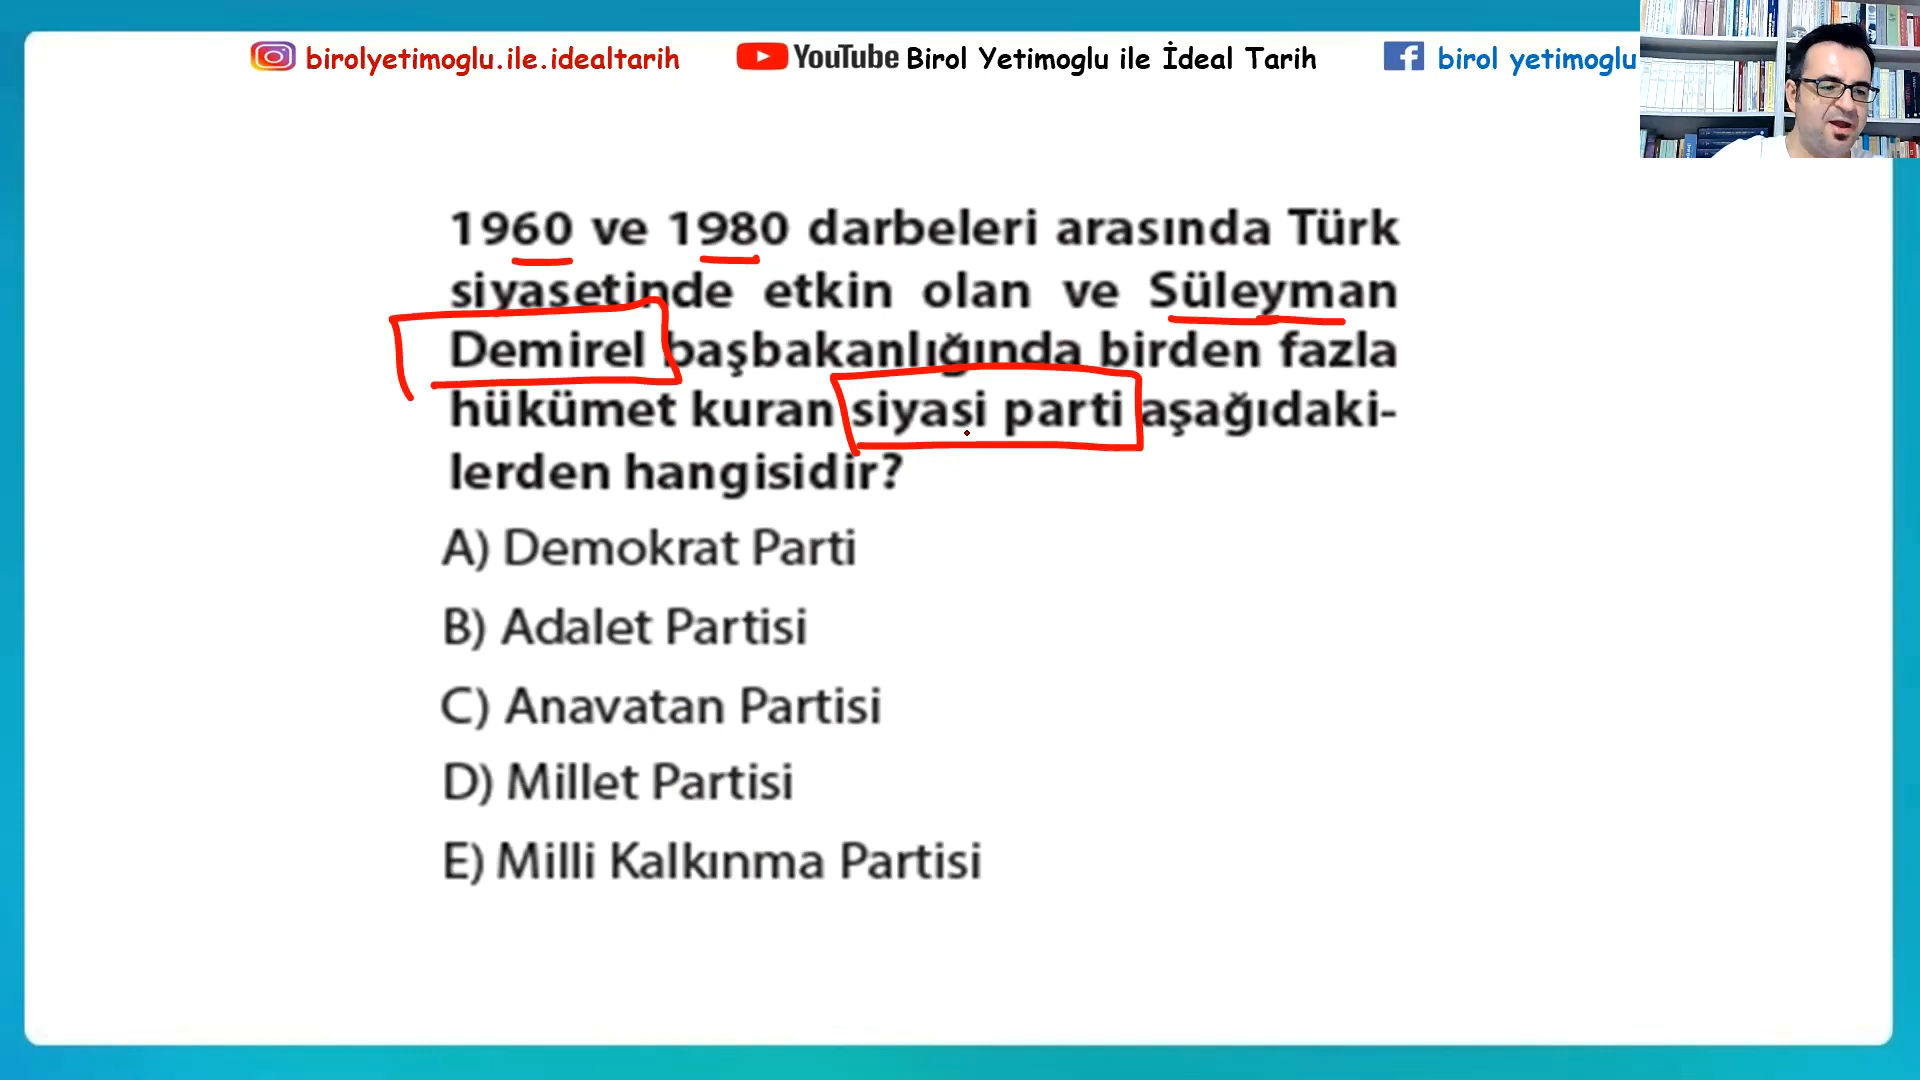 birolyetimoglu.ile.idealtarih YouTube Birol Yetimoglu ile İdeal Tarih birol yetimoglu
1960 ve 1980 darbeleri arasında Türk
siyasetinde etkin olan ve Süleyman
Demirel başbakanlığında birden fazla
hükümet kuran siyasi parti aşağıdaki-
lerden hangisidir?
A) Demokrat Parti
B) Adalet Partisi
C) Anavatan Partisi
D) Millet Partisi
E) Milli Kalkınma Partisi